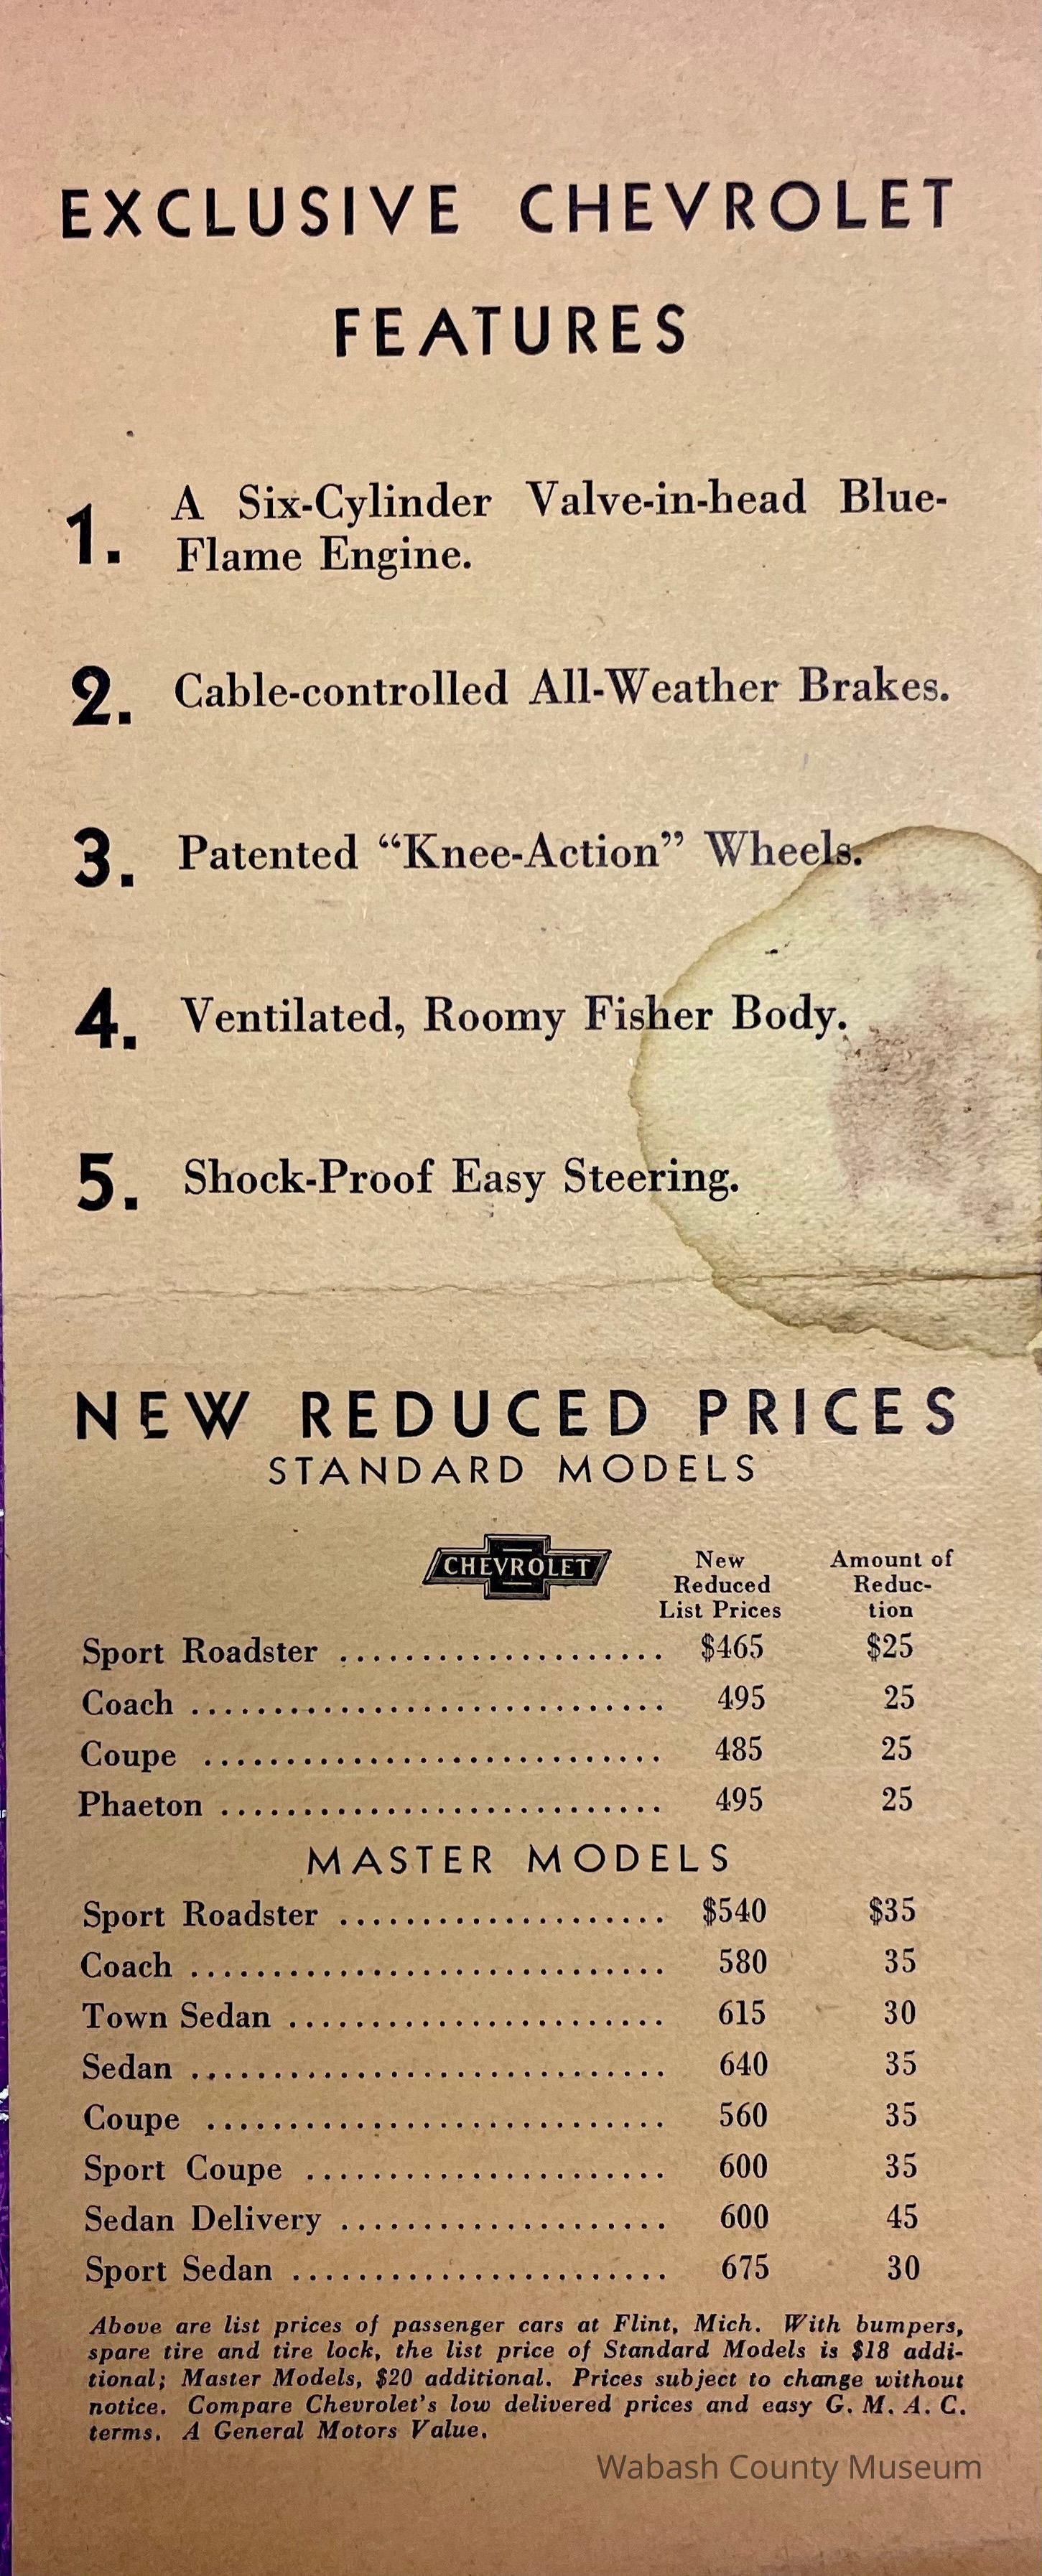 EXCLUSIVE CHEVROLET
FEATURES
1. A Six-Cylinder Valve-in-head Blue-
Flame Engine.
2. Cable-controlled All-Weather Brakes.
3. Patented “Knee-Action” Wheels.
4. Ventilated, Roomy Fisher Body.
5. Shock-Proof Easy Steering.
NEW REDUCED PRICES
STANDARD MODELS
CHEVROLET
New Amount of
Reduced Reduc-
List Prices tion
Sport Roadster .................... $465 $25
Coach ............................. 495 25
Coupe ............................ 485 25
Phaeton ........................... 495 25
MASTER MODELS
Sport Roadster .................... $540 $35
Coach ............................. 580 35
Town Sedan ....................... 615 30
Sedan ............................. 640 35
Coupe ............................ 560 35
Sport Coupe ...................... 600 35
Sedan Delivery .................... 600 45
Sport Sedan ....................... 675 30
Above are list prices of passenger cars at Flint, Mich. With bumpers,
spare tire and tire lock, the list price of Standard Models is $18 addi-
tional; Master Models, $20 additional. Prices subject to change without
notice. Compare Chevrolet's low delivered prices and easy G. M. A. C.
terms. A General Motors Value.
Wabash County Museum